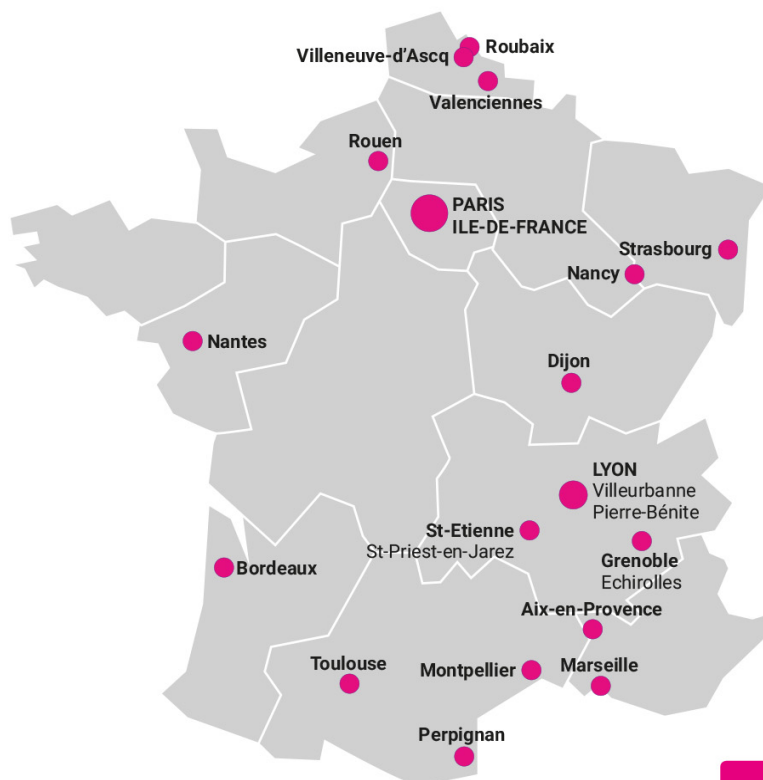 Roubaix
Villeneuve-d’Ascq
Valenciennes
Rouen
PARIS
ILE-DE-FRANCE
Strasbourg
Nancy
Nantes
Dijon
LYON
Villeurbanne
Pierre-Bénite
St-Etienne
St-Priest-en-Jarez
Grenoble
Echirolles
Bordeaux
Aix-en-Provence
Toulouse
Montpellier
Marseille
Perpignan